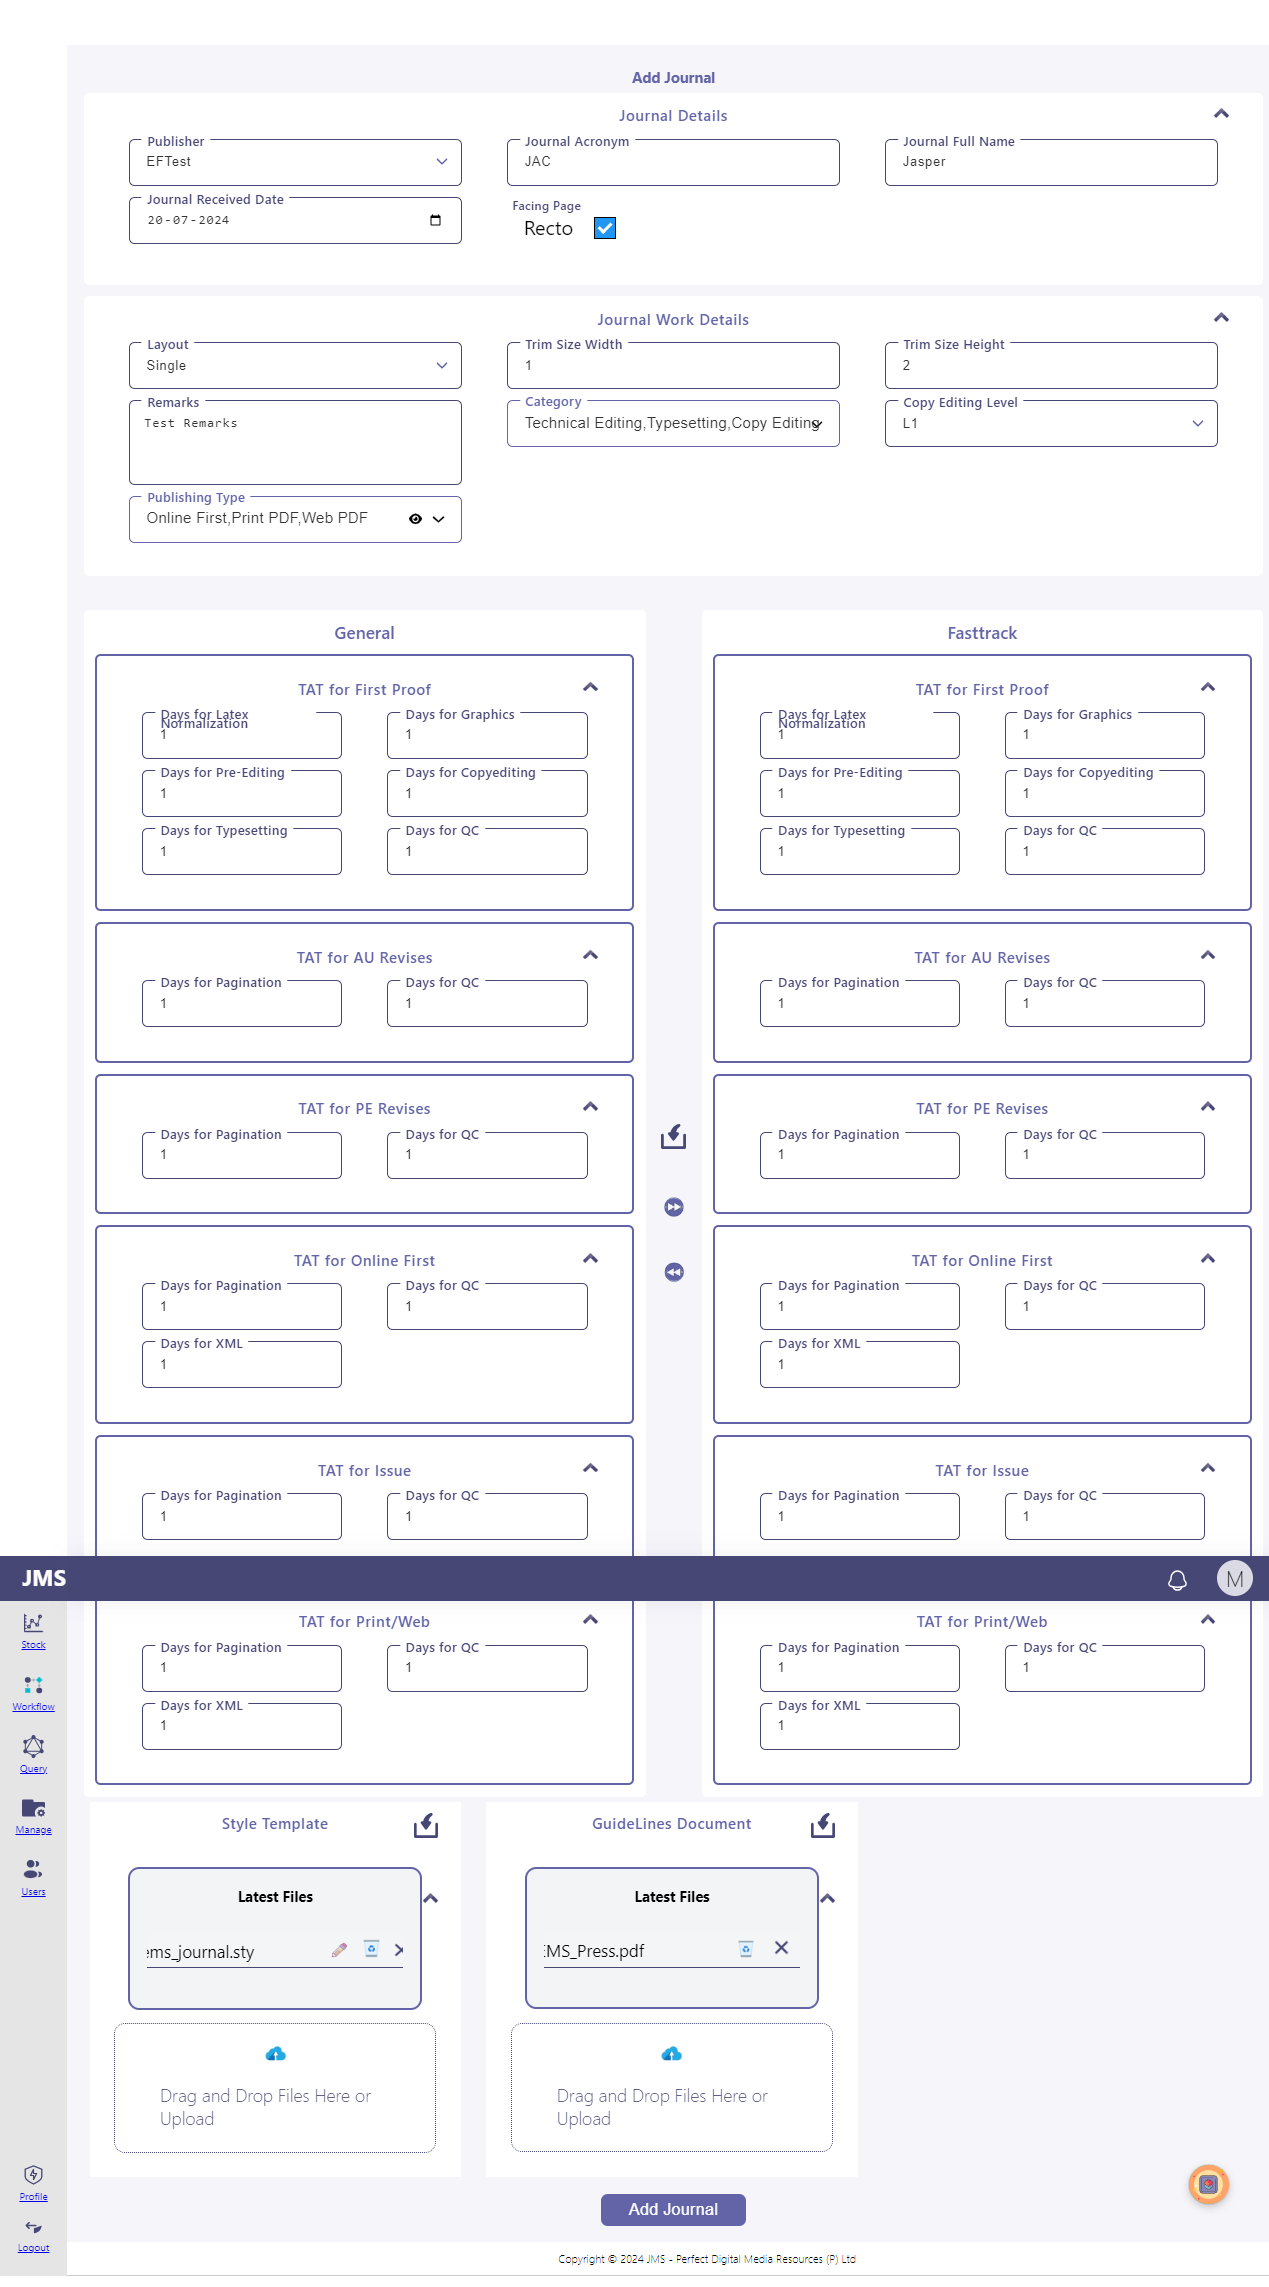 Add Journal
Journal Details
Publisher
EFTest
Journal Acronym
JAC
Journal Full Name
Jasper
Journal Received Date
20-07-2024
Facing Page
Recto
Journal Work Details
Layout
Single
Trim Size Width
1
Trim Size Height
2
Remarks
Test Remarks
Category
Technical Editing,Typesetting,Copy Editing
Copy Editing Level
L1
Publishing Type
Online First,Print PDF,Web PDF
General
TAT for First Proof
Days for Latex
Normalization
1
Days for Graphics
1
Days for Pre-Editing
1
Days for Copyediting
1
Days for Typesetting
1
Days for QC
1
TAT for AU Revises
Days for Pagination
1
Days for QC
1
TAT for PE Revises
Days for Pagination
1
Days for QC
1
TAT for Online First
Days for Pagination
1
Days for QC
1
Days for XML
1
TAT for Issue
Days for Pagination
1
Days for QC
1
Fasttrack
TAT for First Proof
Days for Latex
Normalization
1
Days for Graphics
1
Days for Pre-Editing
1
Days for Copyediting
1
Days for Typesetting
1
Days for QC
1
TAT for AU Revises
Days for Pagination
1
Days for QC
1
TAT for PE Revises
Days for Pagination
1
Days for QC
1
TAT for Online First
Days for Pagination
1
Days for QC
1
Days for XML
1
TAT for Issue
Days for Pagination
1
Days for QC
1
JMS
M
Stock
Workflow
Query
Manage
Users
Profile
Logout
TAT for Print/Web
Days for Pagination
1
Days for QC
1
Days for XML
1
TAT for Print/Web
Days for Pagination
1
Days for QC
1
Days for XML
1
Style Template
Latest Files
ems_journal.sty
Drag and Drop Files Here or
Upload
GuideLines Document
Latest Files
EMS_Press.pdf
Drag and Drop Files Here or
Upload
Add Journal
Copyright © 2024 JMS - Perfect Digital Media Resources (P) Ltd